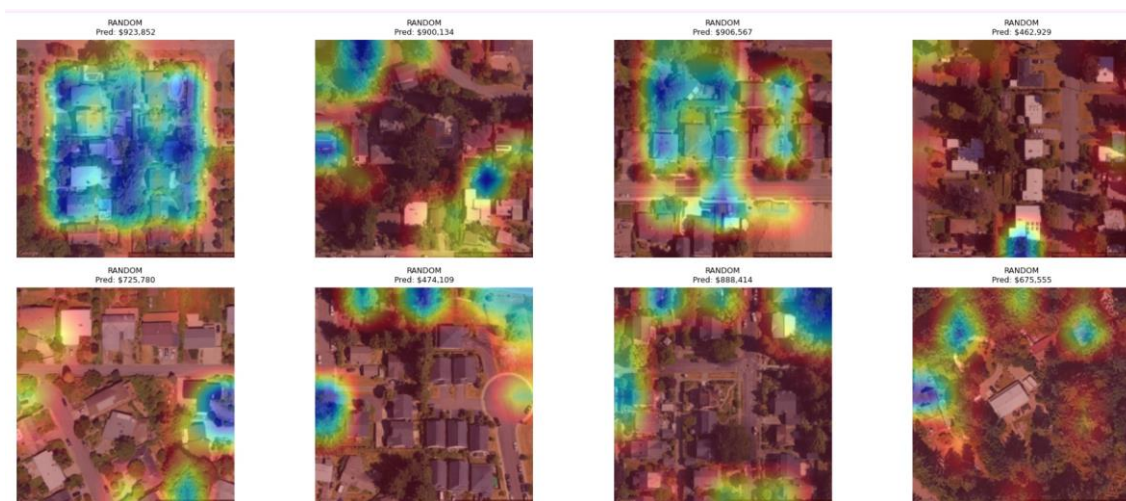 RANDOM
Pred: $923,852
RANDOM
Pred: $900,134
RANDOM
Pred: $906,567
RANDOM
Pred: $462,929
RANDOM
Pred: $725,780
RANDOM
Pred: $474,109
RANDOM
Pred: $888,414
RANDOM
Pred: $675,555